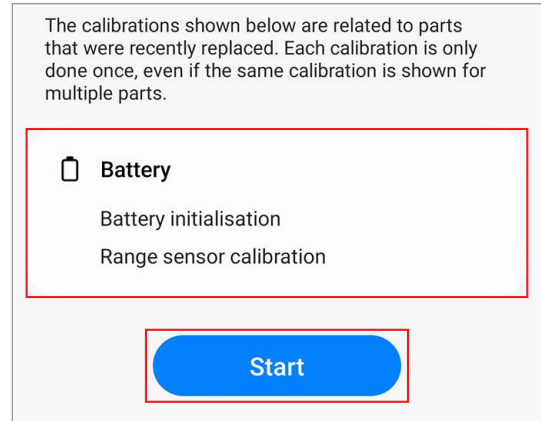 The calibrations shown below are related to parts
that were recently replaced. Each calibration is only
done once, even if the same calibration is shown for
multiple parts.
Battery
Battery initialisation
Range sensor calibration
Start